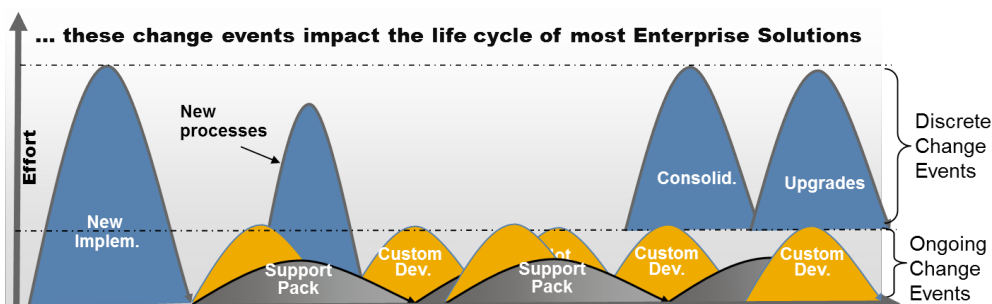 ... these change events impact the life cycle of most Enterprise Solutions
Effort
New
processes
New
Implem.
Consolid.
Upgrades
Discrete
Change
Events
Support
Pack
Custom
Dev.
Support
Pack
Custom
Dev.
Custom
Dev.
Ongoing
Change
Events